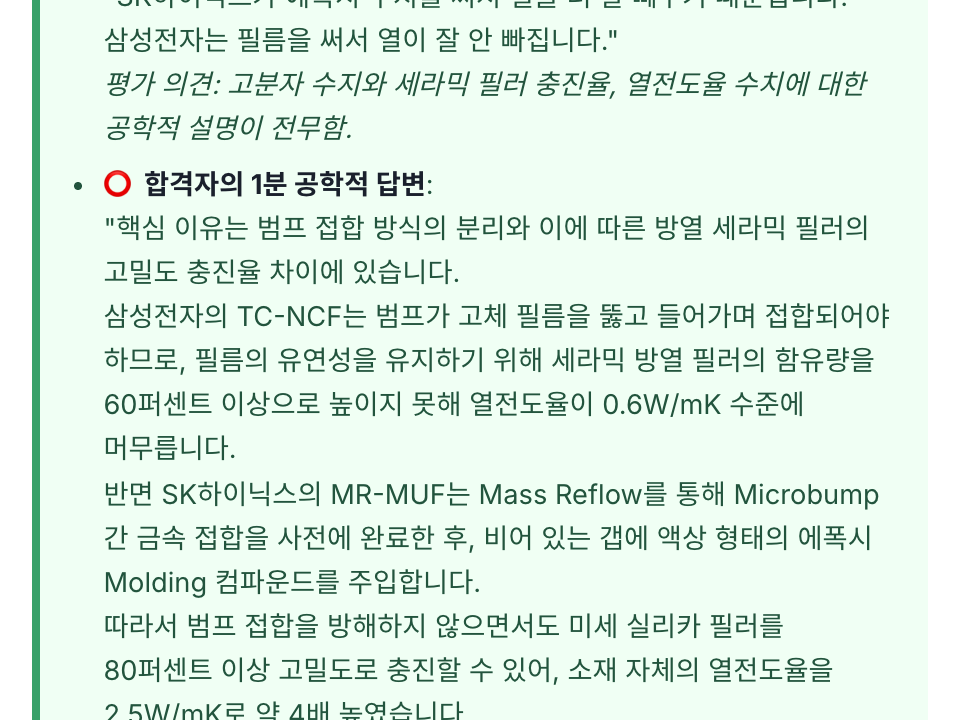 삼성전자는 필름을 써서 열이 잘 안 빠집니다."
평가 의견: 고분자 수지와 세라믹 필러 충진율, 열전도율 수치에 대한
공학적 설명이 전무함.
• ⭕ 합격자의 1분 공학적 답변:
"핵심 이유는 범프 접합 방식의 분리와 이에 따른 방열 세라믹 필러의
고밀도 충진율 차이에 있습니다.
삼성전자의 TC-NCF는 범프가 고체 필름을 뚫고 들어가며 접합되어야
하므로, 필름의 유연성을 유지하기 위해 세라믹 방열 필러의 함유량을
60퍼센트 이상으로 높이지 못해 열전도율이 0.6W/mK 수준에
머무릅니다.
반면 SK하이닉스의 MR-MUF는 Mass Reflow를 통해 Microbump
간 금속 접합을 사전에 완료한 후, 비어 있는 갭에 액상 형태의 에폭시
Molding 컴파운드를 주입합니다.
따라서 범프 접합을 방해하지 않으면서도 미세 실리카 필러를
80퍼센트 이상 고밀도로 충진할 수 있어, 소재 자체의 열전도율을
2.5W/mK로 약 4배 높였습니다